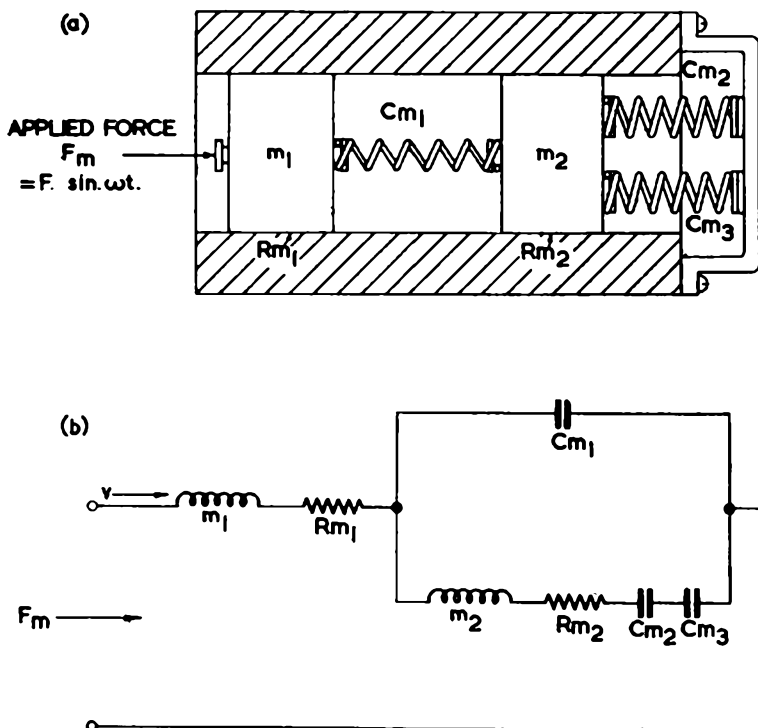 (a)
Cm2
APPLIED FORCE
Fm
= F. sin. ωt.
Cm1
m1
m2
Cm3
Rm1
Rm2
(b)
Cm1
v
m1
Rm1
m2
Rm2
Cm2
Cm3
Fm